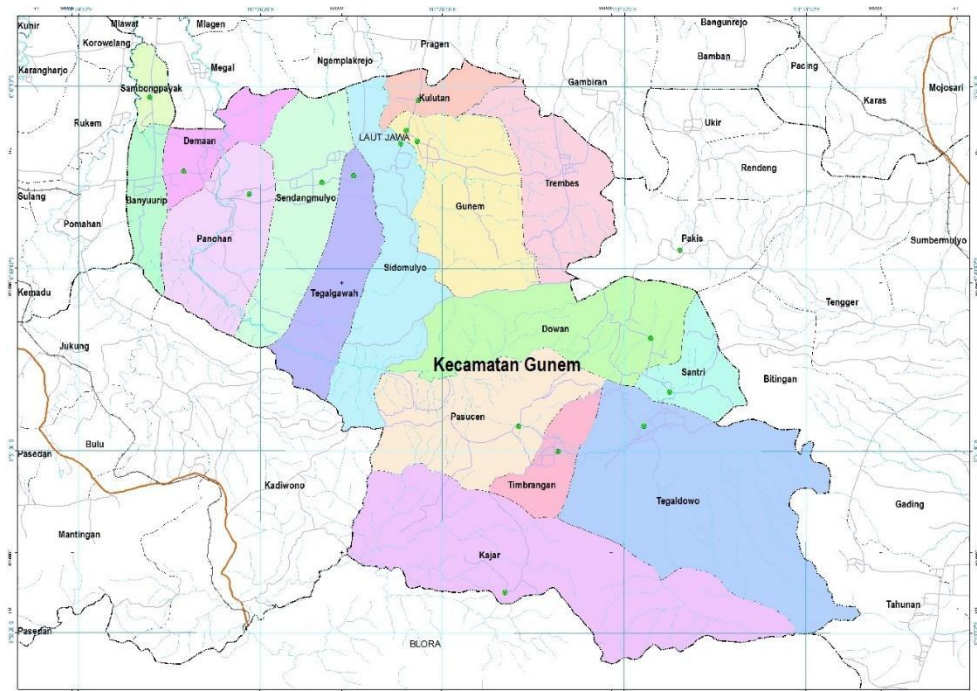 Kuhir
Mlawat
Mlagen
Bangunrejo
Korowelang
Pragen
Megal
Ngemplakrejo
Bamban
Karangharjo
Pacing
Gambiran
Mojosari
Sambongpayak
Kulutan
Karas
Rukem
Ukir
LAUT JAWA
Demaan
Rendeng
Trembes
Sulang
Banyuurip
Sendangmulyo
Gunem
Pomahan
Panohan
Pakis
Sumbermulyo
Sidomulyo
Kemadu
Tegalgawah
Tengger
Dowan
Jukung
Kecamatan Gunem
Santri
Bitingan
Pasucen
Bulu
Pasedan
Kadiwono
Timbrangan
Tegaldowo
Gading
Mantingan
Kajar
Tahunan
Pasedan
BLORA